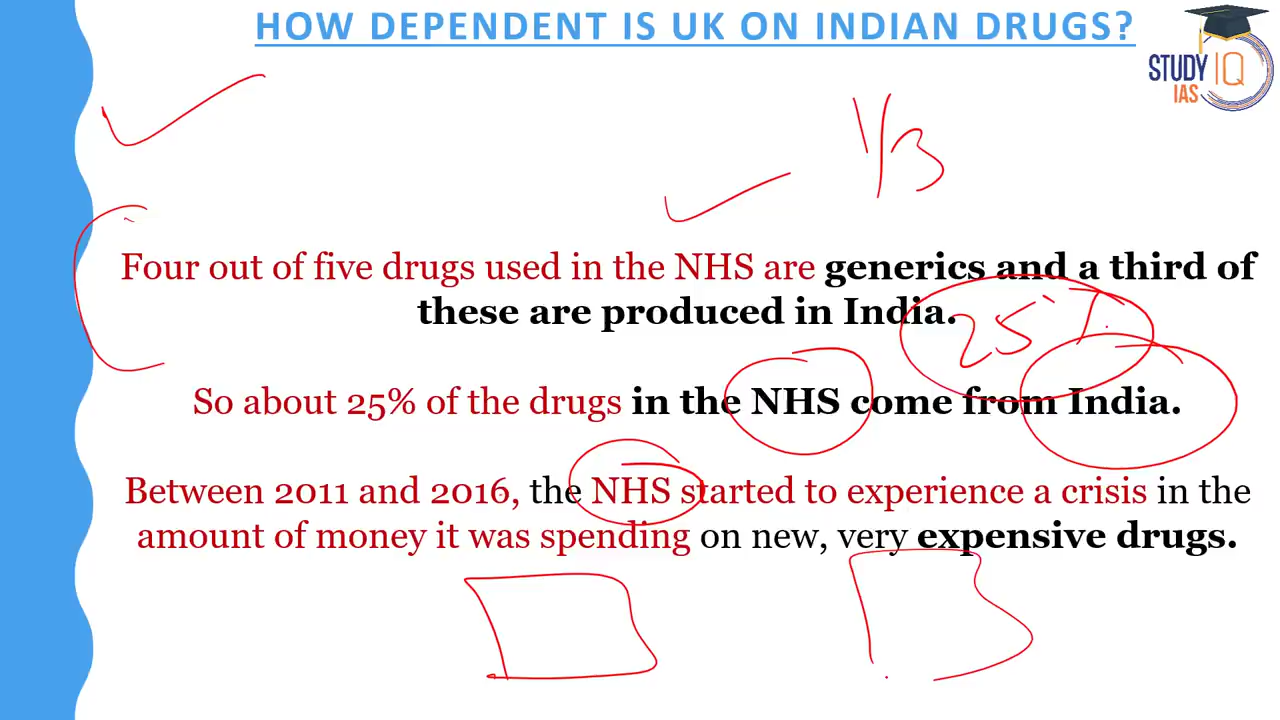 HOW DEPENDENT IS UK ON INDIAN DRUGS?
STUDY IQ
IAS
1/3
Four out of five drugs used in the NHS are generics and a third of
these are produced in India.
25%
So about 25% of the drugs in the NHS come from India.
Between 2011 and 2016, the NHS started to experience a crisis in the
amount of money it was spending on new, very expensive drugs.